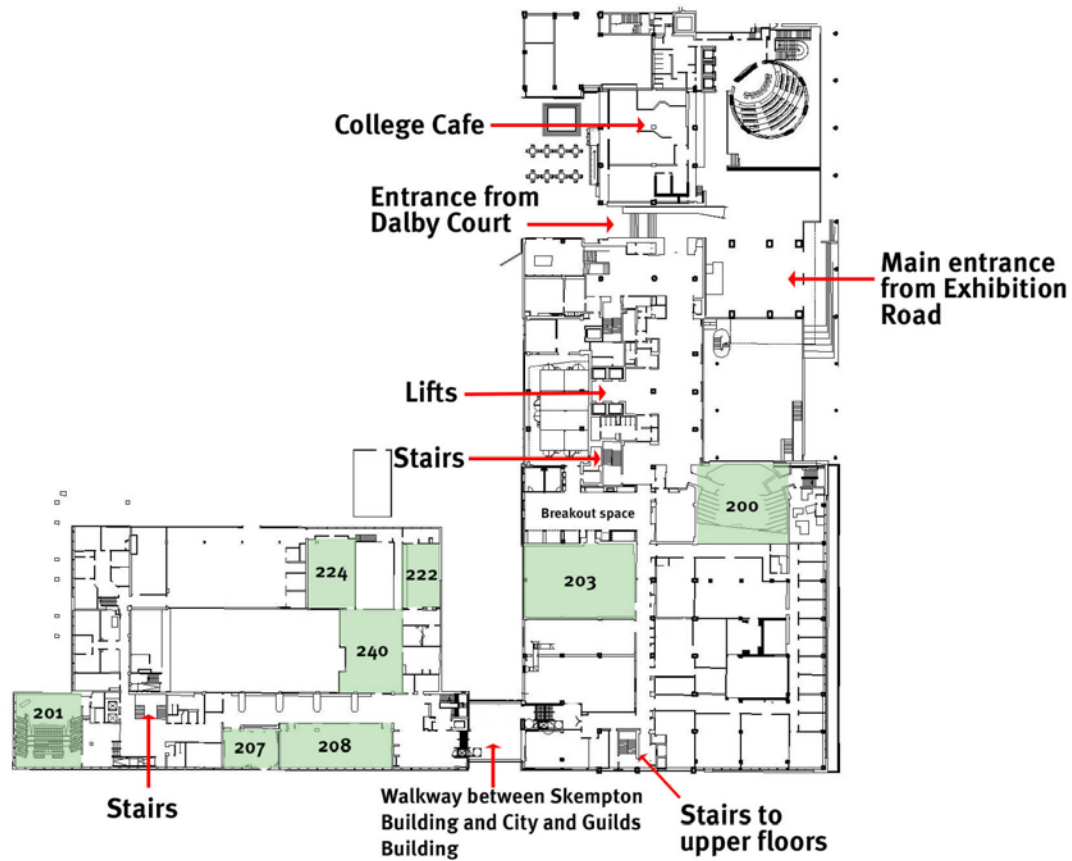 College Cafe
Entrance from
Dalby Court
Main entrance
from Exhibition
Road
Lifts
Stairs
Breakout space
200
203
224
222
240
201
207
208
Stairs
Walkway between Skempton
Building and City and Guilds
Building
Stairs to
upper floors